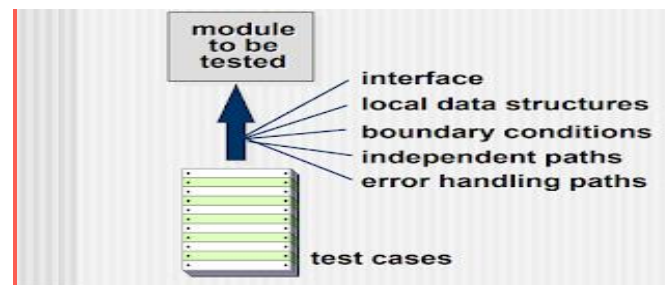 module
to be
tested
interface
local data structures
boundary conditions
independent paths
error handling paths
test cases